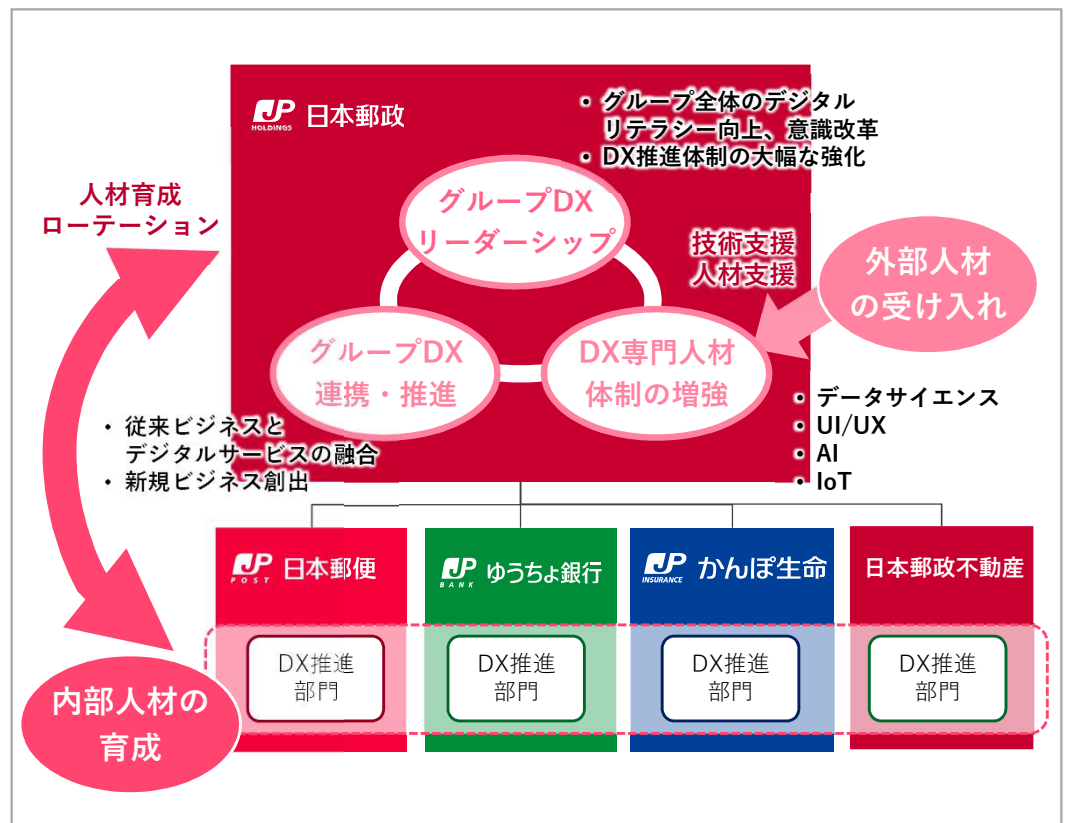 JP
HOLDINGS
日本郵政
・グループ全体のデジタル
リテラシー向上、意識改革
・DX推進体制の大幅な強化
人材育成
ローテーション
グループDX
リーダーシップ
技術支援
人材支援
外部人材
の受け入れ
グループDX
連携・推進
DX専門人材
体制の増強
・従来ビジネスと
デジタルサービスの融合
・新規ビジネス創出
・データサイエンス
・UI/UX
・AI
・IoT
JP
POST
日本郵便
JP
BANK
ゆうちょ銀行
JP
INSURANCE
かんぽ生命
日本郵政不動産
DX推進
部門
DX推進
部門
DX推進
部門
DX推進
部門
内部人材の
育成